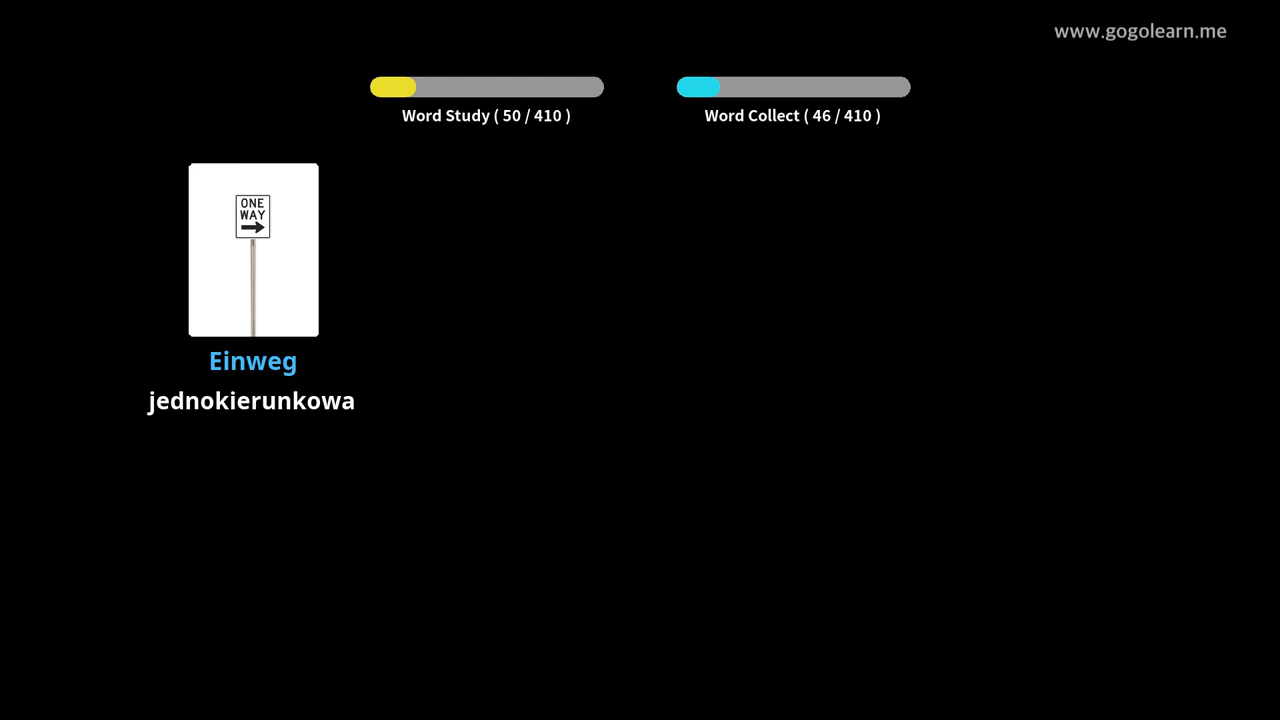 www.gogolearn.me
Word Study ( 50 / 410 )
Word Collect ( 46 / 410 )
ONE
WAY
Einweg
jednokierunkowa